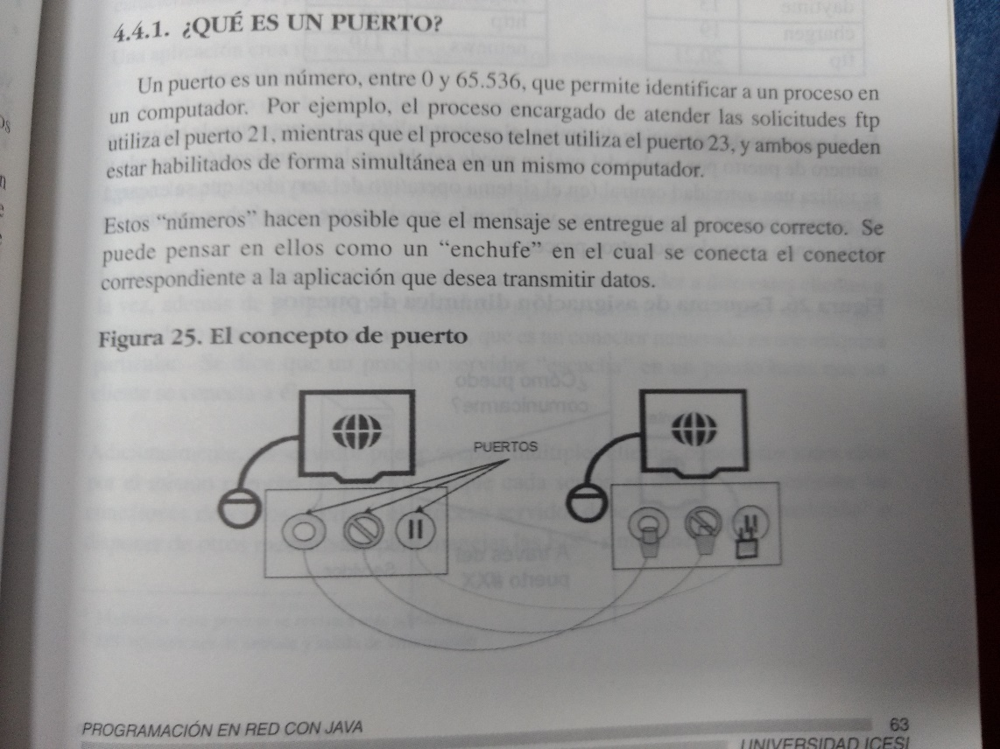 4.4.1. ¿QUÉ ES UN PUERTO?
Un puerto es un número, entre 0 y 65.536, que permite identificar a un proceso en
un computador. Por ejemplo, el proceso encargado de atender las solicitudes ftp
utiliza el puerto 21, mientras que el proceso telnet utiliza el puerto 23, y ambos pueden
estar habilitados de forma simultánea en un mismo computador.
Estos “números” hacen posible que el mensaje se entregue al proceso correcto. Se
puede pensar en ellos como un “enchufe” en el cual se conecta el conector
correspondiente a la aplicación que desea transmitir datos.
Figura 25. El concepto de puerto
PUERTOS
PROGRAMACIÓN EN RED CON JAVA
63
UNIVERSIDAD ICESI